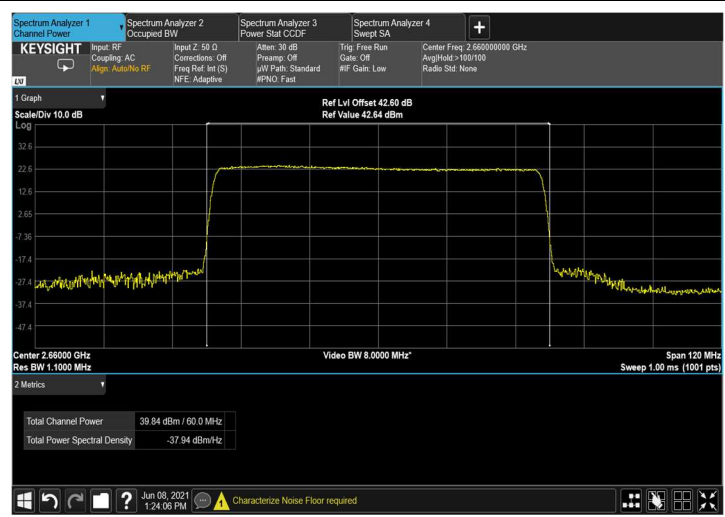 Spectrum Analyzer 1
Channel Power
Spectrum Analyzer 2
Occupied BW
Spectrum Analyzer 3
Power Stat CCDF
Spectrum Analyzer 4
Swept SA
KEYSIGHT
LXI
Input: RF
Coupling: AC
Align: Auto/No RF
Input Z: 50 Ω
Corrections: Off
Freq Ref: Int (S)
NFE: Adaptive
Atten: 30 dB
Preamp: Off
µW Path: Standard
#PNO: Fast
Trig: Free Run
Gate: Off
#IF Gain: Low
Center Freq: 2.660000000 GHz
Avg|Hold:>100/100
Radio Std: None
1 Graph
Scale/Div 10.0 dB
Ref Lvl Offset 42.60 dB
Ref Value 42.64 dBm
Log
32.6
22.6
12.6
2.65
-7.36
-17.4
-27.4
-37.4
-47.4
Center 2.66000 GHz
Res BW 1.1000 MHz
Video BW 8.0000 MHz*
Span 120 MHz
Sweep 1.00 ms (1001 pts)
2 Metrics
Total Channel Power 39.84 dBm / 60.0 MHz
Total Power Spectral Density -37.94 dBm/Hz
?
Jun 08, 2021
1:24:06 PM
1
Characterize Noise Floor required